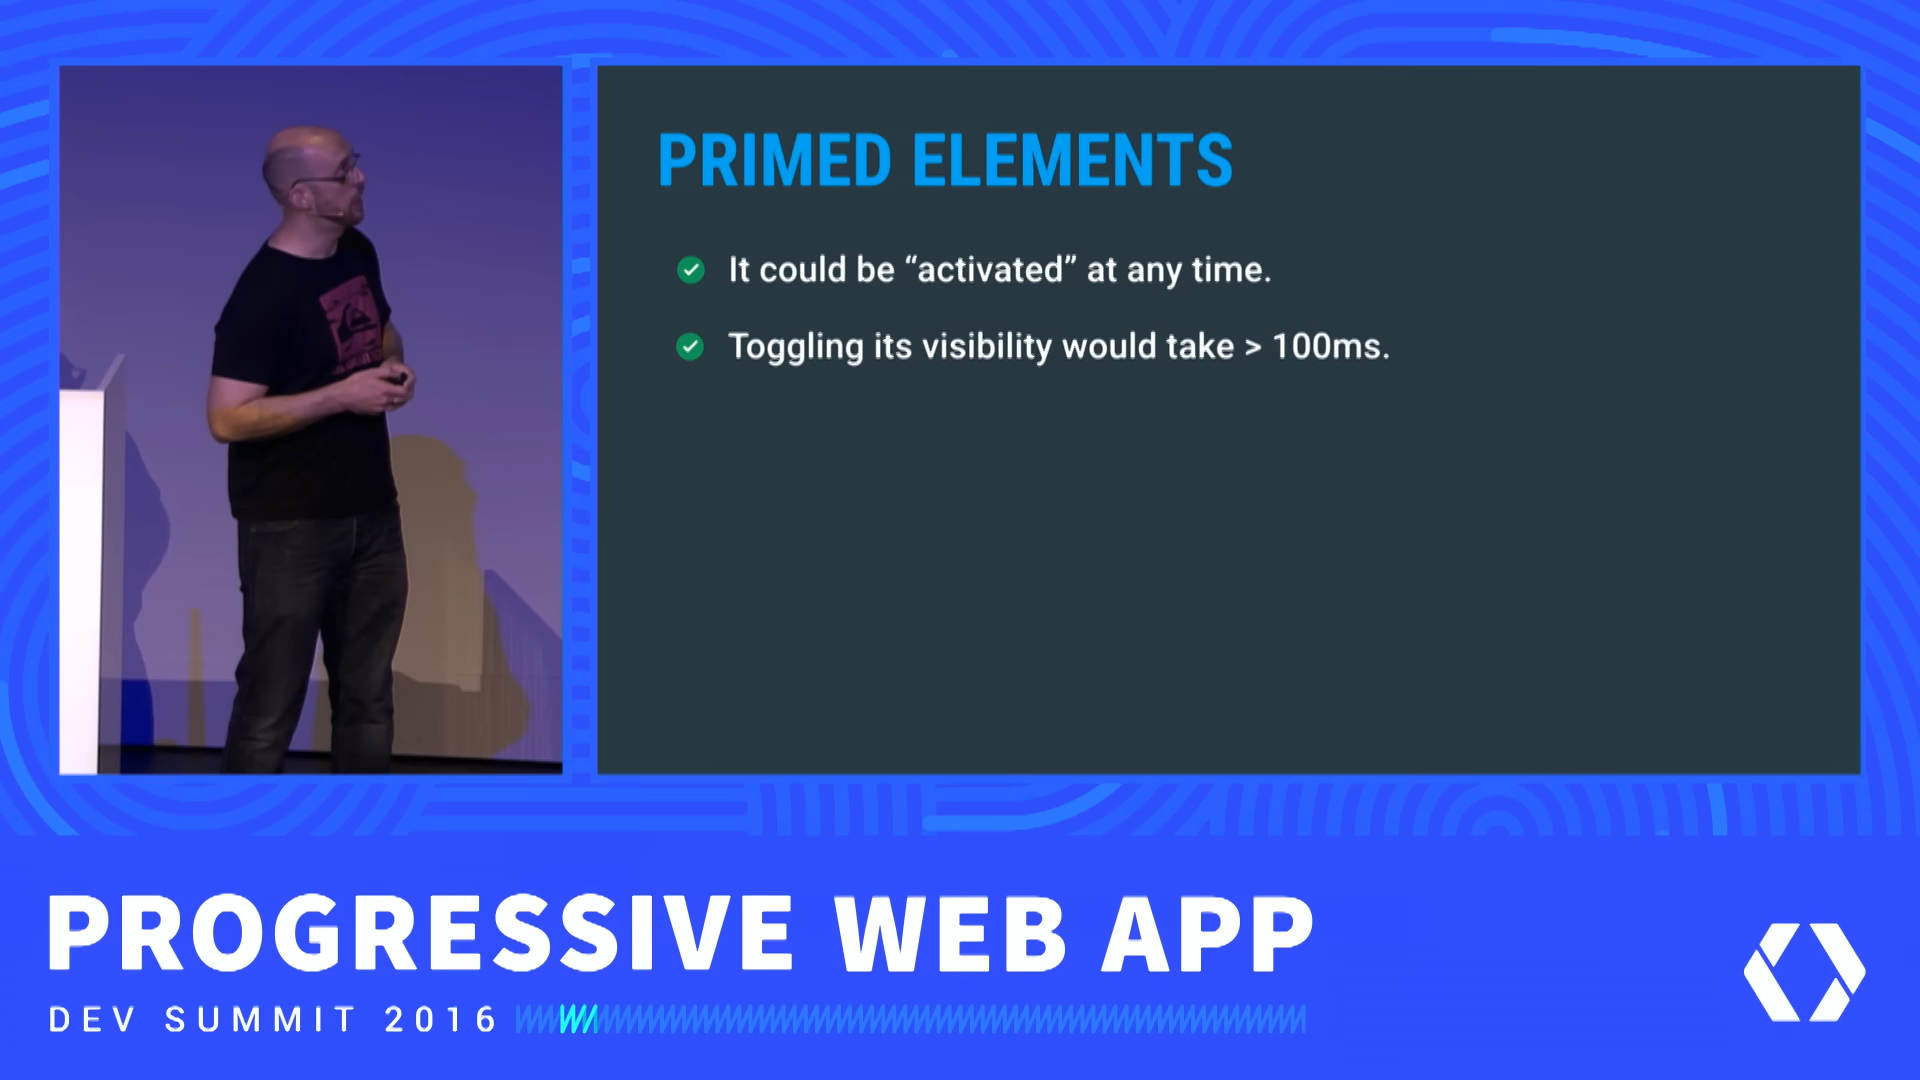 PRIMED ELEMENTS
It could be “activated” at any time.
Toggling its visibility would take > 100ms.
PROGRESSIVE WEB APP
DEV SUMMIT 2016